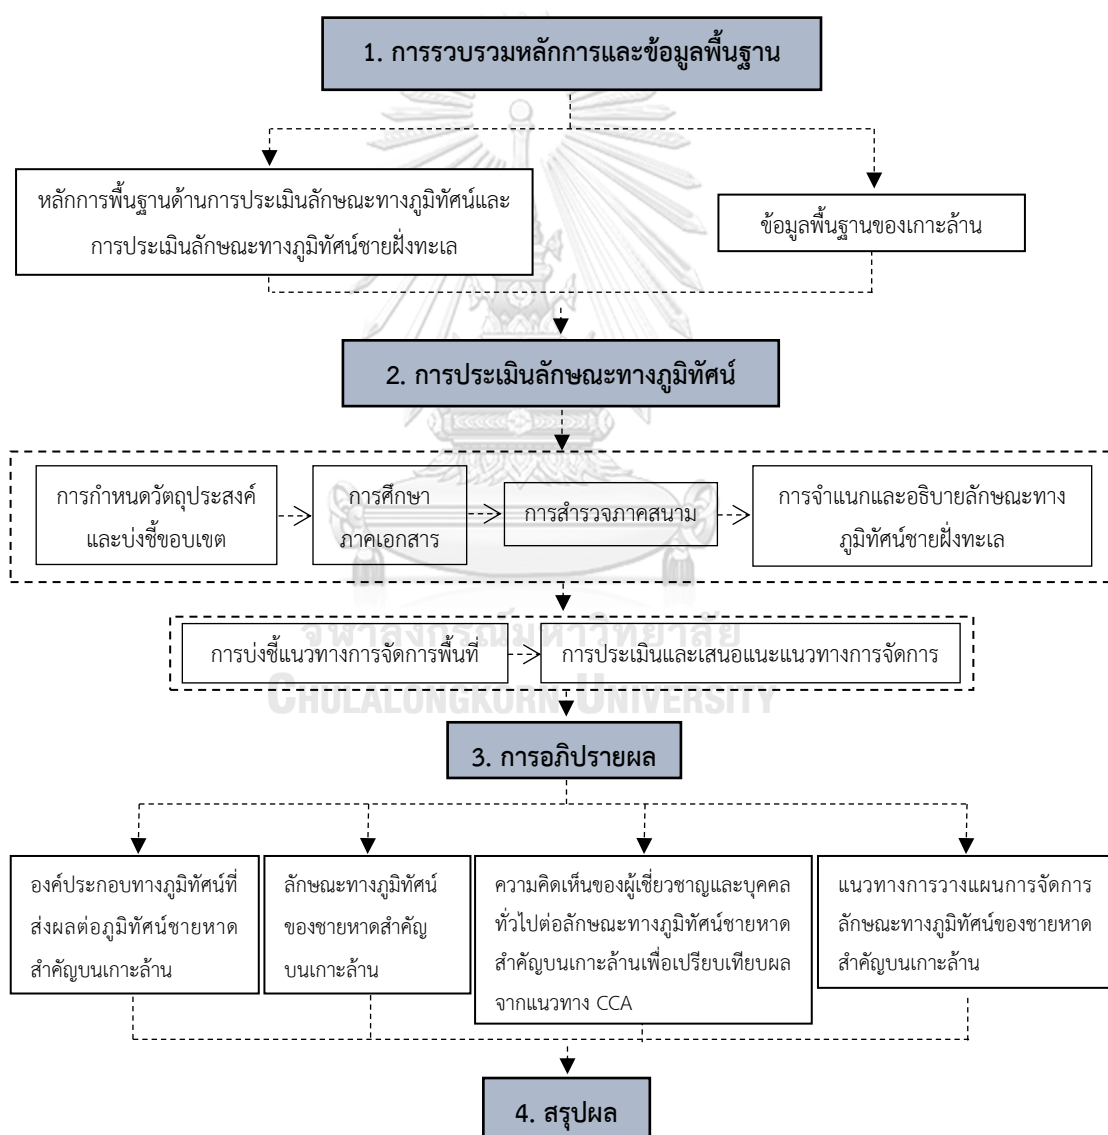 1. การรวบรวมหลักการและข้อมูลพื้นฐาน
หลักการพื้นฐานด้านการประเมินลักษณะทางภูมิทัศน์และ
การประเมินลักษณะทางภูมิทัศน์ชายฝั่งทะเล
ข้อมูลพื้นฐานของเกาะล้าน
2. การประเมินลักษณะทางภูมิทัศน์
การกำหนดวัตถุประสงค์
และบ่งชี้ขอบเขต
การศึกษา
ภาคเอกสาร
การสำรวจภาคสนาม
การจำแนกและอธิบายลักษณะทาง
ภูมิทัศน์ชายฝั่งทะเล
จุฬาลงกรณ์มหาวิทยาลัย
การบ่งชี้แนวทางการจัดการพื้นที่
การประเมินและเสนอแนะแนวทางการจัดการ
CHULALONGKORN UNIVERSITY
3. การอภิปรายผล
องค์ประกอบทางภูมิทัศน์ที่
ส่งผลต่อภูมิทัศน์ชายหาด
สำคัญบนเกาะล้าน
ลักษณะทางภูมิทัศน์
ของชายหาดสำคัญ
บนเกาะล้าน
ความคิดเห็นของผู้เชี่ยวชาญและบุคคล
ทั่วไปต่อลักษณะทางภูมิทัศน์ชายหาด
สำคัญบนเกาะล้านเพื่อเปรียบเทียบผล
จากแนวทาง CCA
แนวทางการวางแผนการจัดการ
ลักษณะทางภูมิทัศน์ของชายหาด
สำคัญบนเกาะล้าน
4. สรุปผล